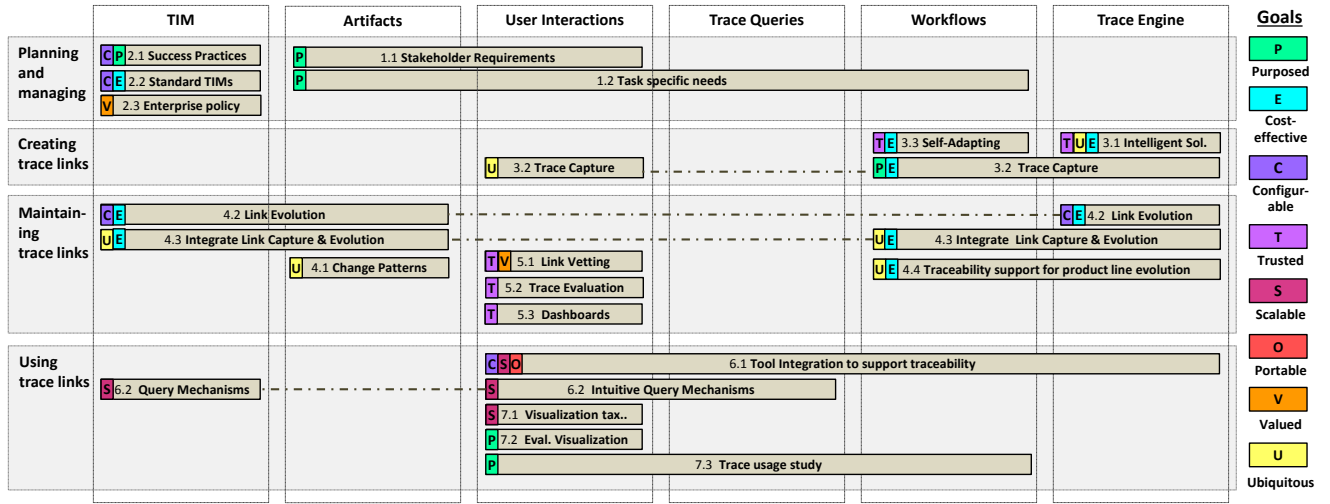 TIM
Artifacts
User Interactions
Trace Queries
Workflows
Trace Engine
Goals
Planning
and
managing
C P 2.1 Success Practices
C E 2.2 Standard TIMs
V 2.3 Enterprise policy
P 1.1 Stakeholder Requirements
P 1.2 Task specific needs
Creating
trace links
T E 3.3 Self-Adapting
T U E 3.1 Intelligent Sol.
U 3.2 Trace Capture
P E 3.2 Trace Capture
Maintain-
ing
trace links
C E 4.2 Link Evolution
C E 4.2 Link Evolution
U E 4.3 Integrate Link Capture & Evolution
U E 4.3 Integrate Link Capture & Evolution
U 4.1 Change Patterns
T V 5.1 Link Vetting
U E 4.4 Traceability support for product line evolution
T 5.2 Trace Evaluation
T 5.3 Dashboards
Using
trace links
C S O 6.1 Tool Integration to support traceability
S 6.2 Query Mechanisms
S 6.2 Intuitive Query Mechanisms
S 7.1 Visualization tax..
P 7.2 Eval. Visualization
P 7.3 Trace usage study
P
Purposed
E
Cost-
effective
C
Configur-
able
T
Trusted
S
Scalable
O
Portable
V
Valued
U
Ubiquitous